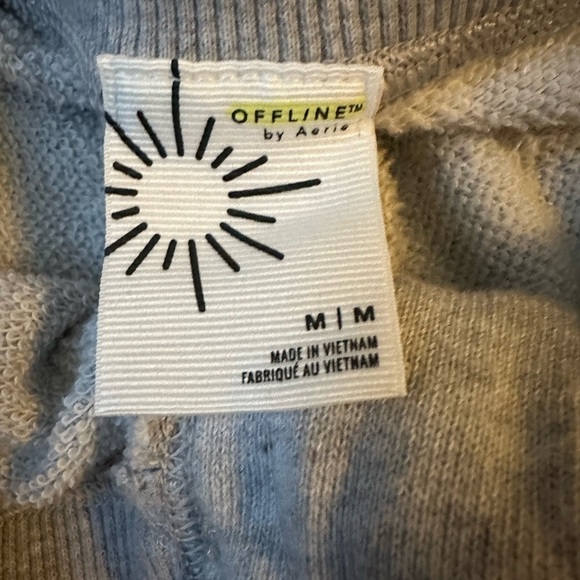 OFFLINE™
by Aerie
M | M
MADE IN VIETNAM
FABRIQUÉ AU VIETNAM